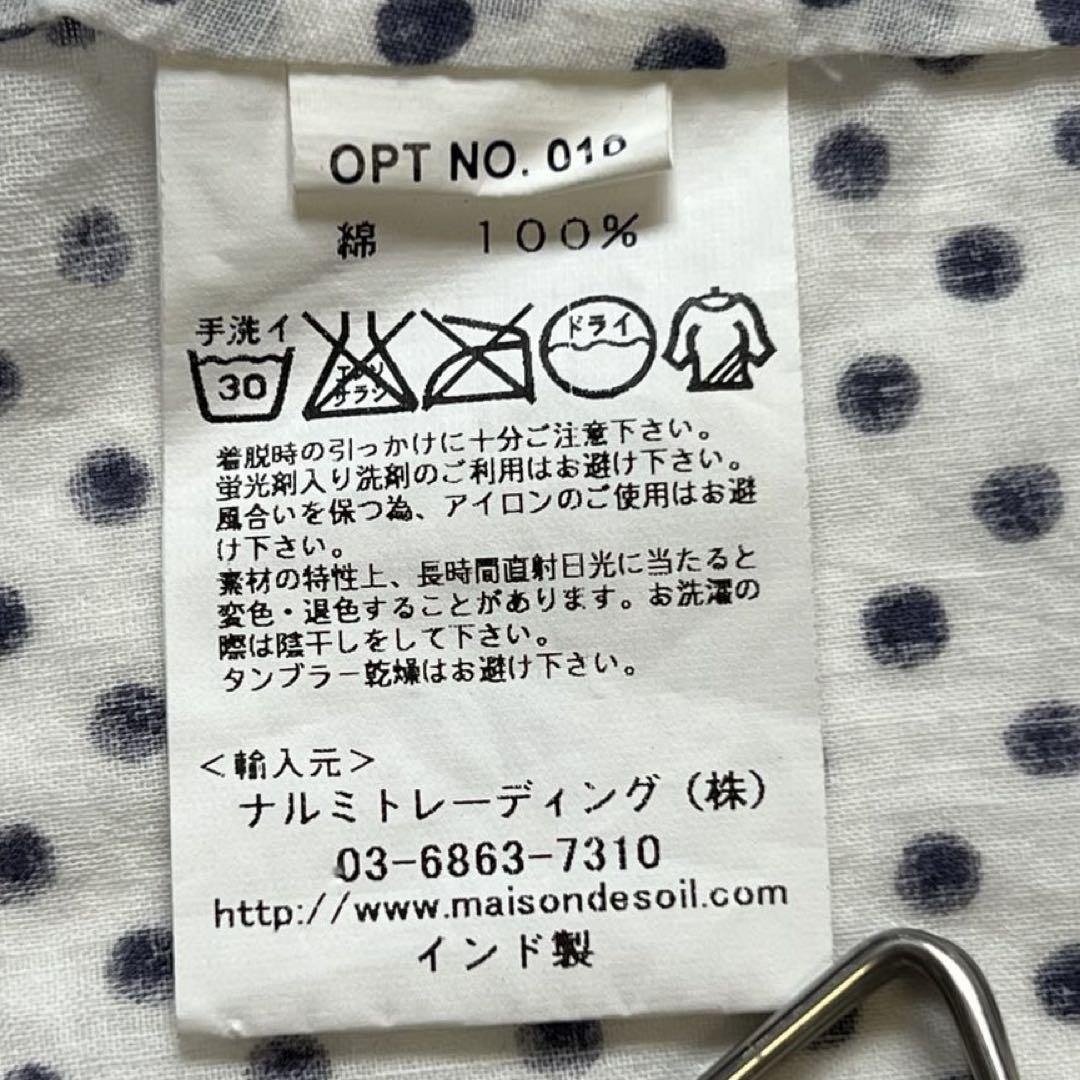 OPT NO. 010
綿 100%
手洗イ
30
エンソ
サラシ
ドライ
着脱時の引っかけに十分ご注意下さい。
蛍光剤入り洗剤のご利用はお避け下さい。
風合いを保つ為、アイロンのご使用はお避
け下さい。
素材の特性上、長時間直射日光に当たると
変色・退色することがあります。お洗濯の
際は陰干しをして下さい。
タンブラー乾燥はお避け下さい。
＜輸入元＞
ナルミトレーディング（株）
03-6863-7310
http://www.maisondesoil.com
インド製